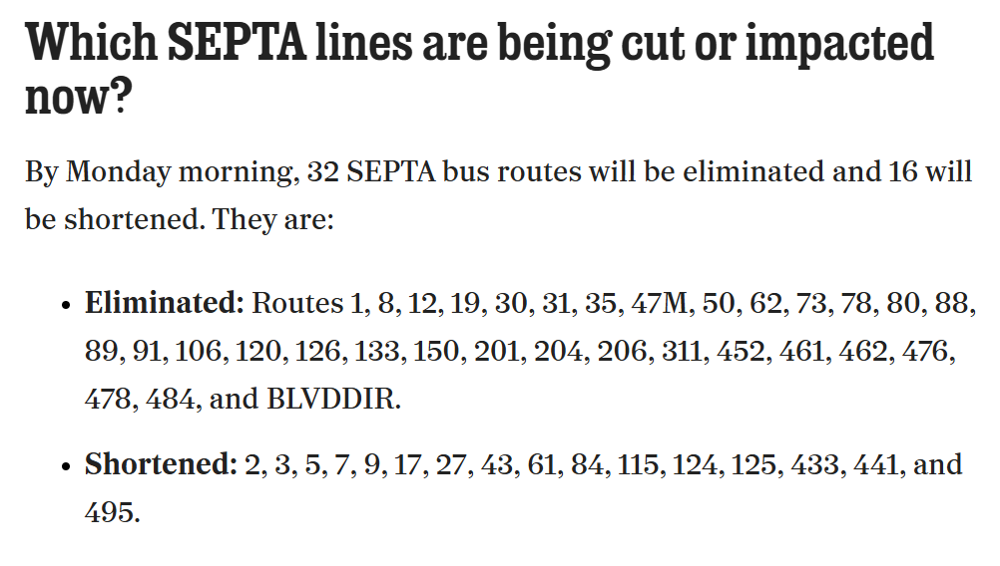 Which SEPTA lines are being cut or impacted
now?
By Monday morning, 32 SEPTA bus routes will be eliminated and 16 will
be shortened. They are:
• Eliminated: Routes 1, 8, 12, 19, 30, 31, 35, 47M, 50, 62, 73, 78, 80, 88,
89, 91, 106, 120, 126, 133, 150, 201, 204, 206, 311, 452, 461, 462, 476,
478, 484, and BLVDDIR.
• Shortened: 2, 3, 5, 7, 9, 17, 27, 43, 61, 84, 115, 124, 125, 433, 441, and
495.